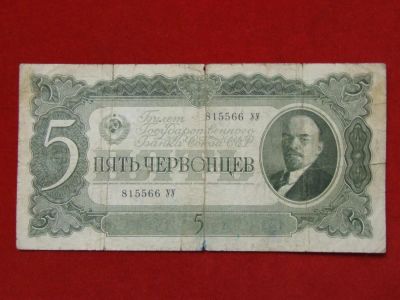 Билет 815566 УУ
Государственного
Банка Союза ССР
5
ПЯТЬ ЧЕРВОНЦЕВ
815566 УУ
5